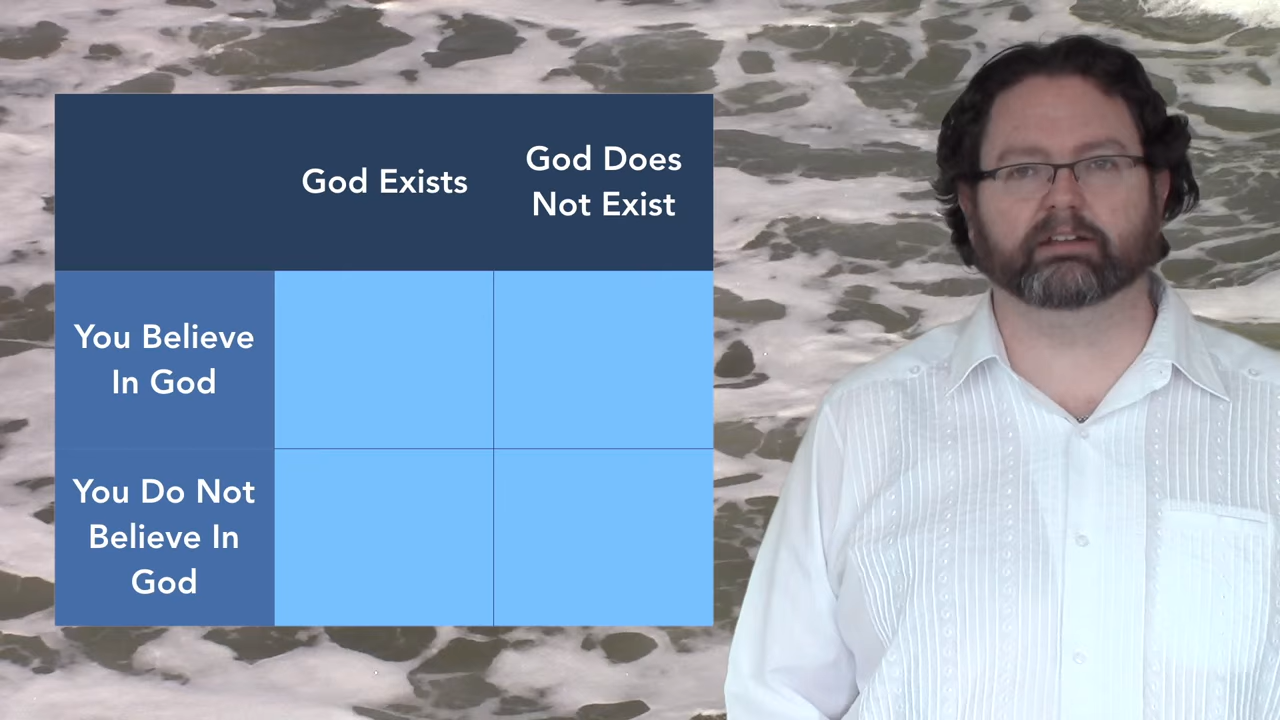 God Exists
God Does
Not Exist
You Believe
In God
You Do Not
Believe In
God